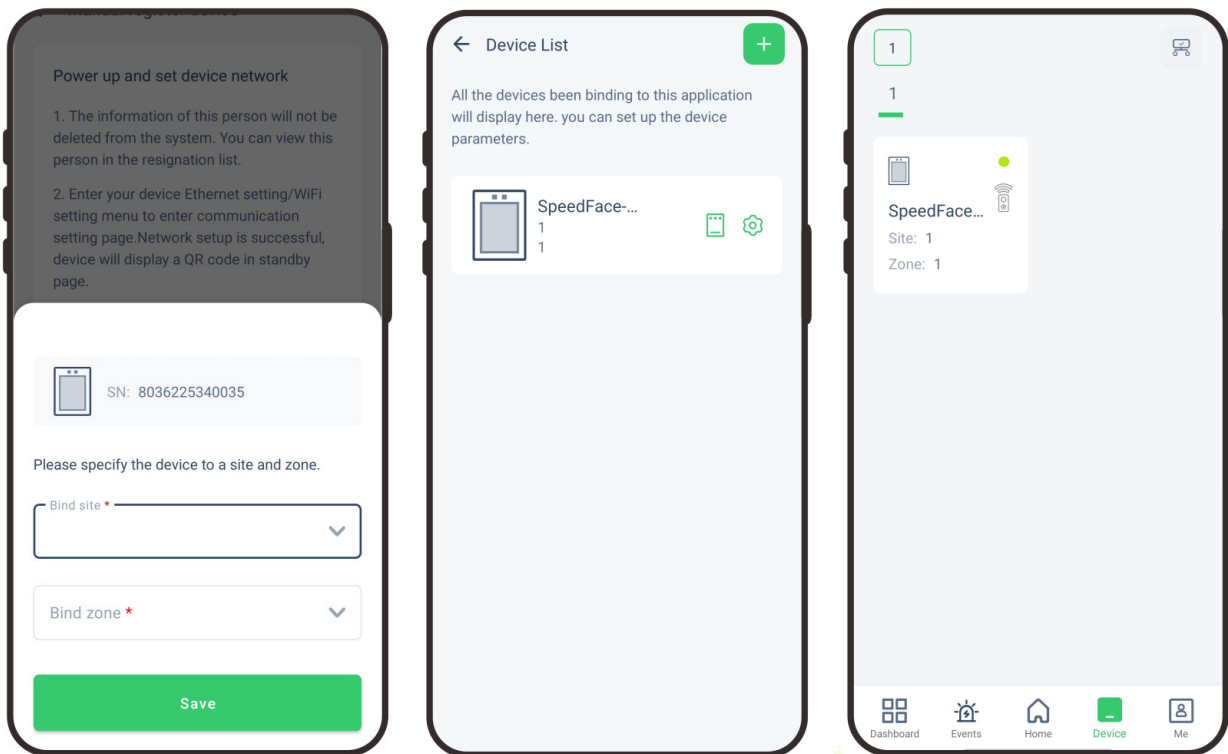 Power up and set device network
1. The information of this person will not be
deleted from the system. You can view this
person in the resignation list.
2. Enter your device Ethernet setting/WiFi
setting menu to enter communication
setting page.Network setup is successful,
device will display a QR code in standby
page.
SN: 8036225340035
Please specify the device to a site and zone.
Bind site *
Bind zone *
Save
Device List
All the devices been binding to this application
will display here. you can set up the device
parameters.
SpeedFace-...
1
1
1
1
SpeedFace...
Site: 1
Zone: 1
Dashboard
Events
Home
Device
Me